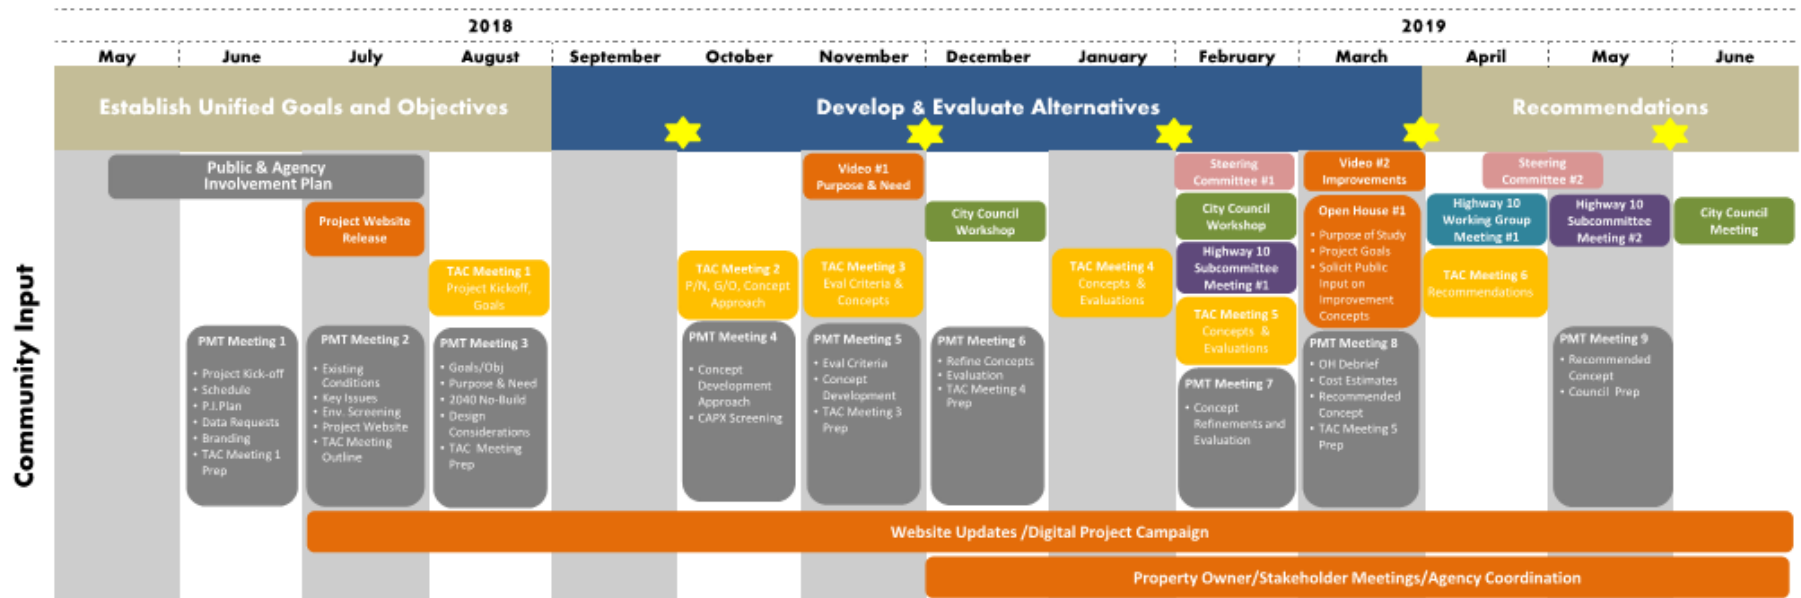 2018
2019
May
June
July
August
September
October
November
December
January
February
March
April
May
June
Establish Unified Goals and Objectives
Develop & Evaluate Alternatives
Recommendations
Community Input
Public & Agency
Involvement Plan
Project Website
Release
TAC Meeting 1
Project Kickoff,
Goals
PMT Meeting 1
• Project Kick-off
• Schedule
• P.I.Plan
• Data Requests
• Branding
• TAC Meeting 1
Prep
PMT Meeting 2
• Existing
Conditions
• Key Issues
• Env. Screening
• Project Website
• TAC Meeting
Outline
PMT Meeting 3
• Goals/Obj
• Purpose & Need
• 2040 No-Build
• Design
Considerations
• TAC Meeting
Prep
TAC Meeting 2
P/N, G/O, Concept
Approach
PMT Meeting 4
• Concept
Development
Approach
• CAPX Screening
Video #1
Purpose & Need
TAC Meeting 3
Eval Criteria &
Concepts
PMT Meeting 5
• Eval Criteria
• Concept
Development
• TAC Meeting 3
Prep
City Council
Workshop
PMT Meeting 6
• Refine Concepts
• Evaluation
• TAC Meeting 4
Prep
TAC Meeting 4
Concepts &
Evaluations
Steering
Committee #1
City Council
Workshop
Highway 10
Subcommittee
Meeting #1
TAC Meeting 5
Concepts &
Evaluations
PMT Meeting 7
• Concept
Refinements and
Evaluation
Video #2
Improvements
Open House #1
• Purpose of Study
• Project Goals
• Solicit Public
Input on
Improvement
Concepts
PMT Meeting 8
• OH Debrief
• Cost Estimates
• Recommended
Concept
• TAC Meeting 5
Prep
Steering
Committee #2
Highway 10
Working Group
Meeting #1
TAC Meeting 6
Recommendations
Highway 10
Subcommittee
Meeting #2
PMT Meeting 9
• Recommended
Concept
• Council Prep
City Council
Meeting
Website Updates /Digital Project Campaign
Property Owner/Stakeholder Meetings/Agency Coordination